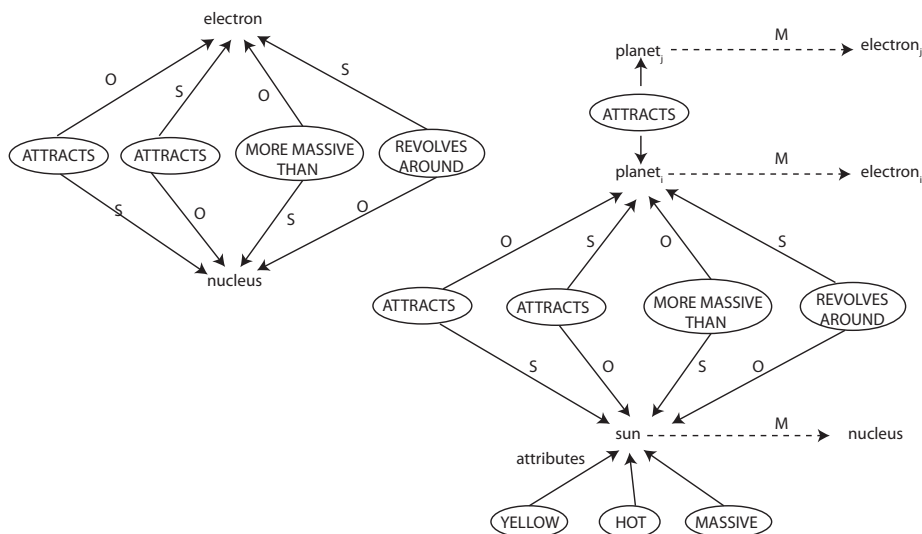 electron
O
S
O
S
ATTRACTS
ATTRACTS
MORE MASSIVE
THAN
REVOLVES
AROUND
S
O
S
O
nucleus
planetj
M
electronj
ATTRACTS
planeti
M
electroni
O
S
O
S
ATTRACTS
ATTRACTS
MORE MASSIVE
THAN
REVOLVES
AROUND
S
O
S
O
sun
M
nucleus
attributes
YELLOW
HOT
MASSIVE